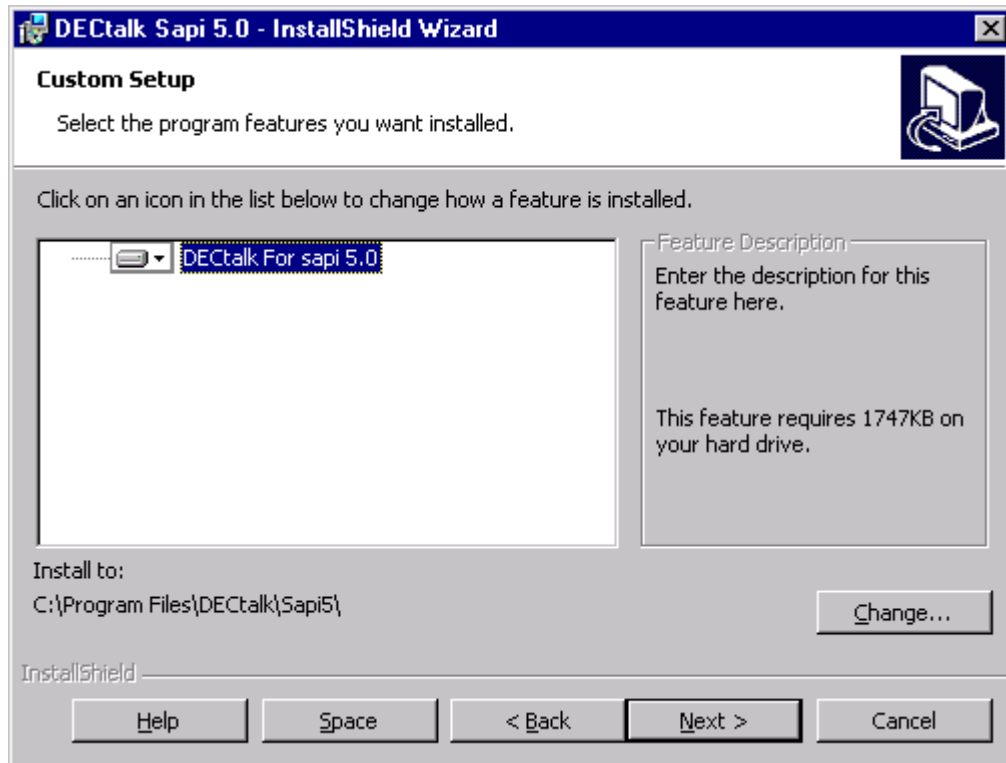 DECtalk Sapi 5.0 - InstallShield Wizard
Custom Setup
Select the program features you want installed.
Click on an icon in the list below to change how a feature is installed.
DECtalk For sapi 5.0
Feature Description
Enter the description for this
feature here.
This feature requires 1747KB on
your hard drive.
Install to:
C:\Program Files\DECtalk\Sapi5\
Change...
InstallShield
Help
Space
< Back
Next >
Cancel